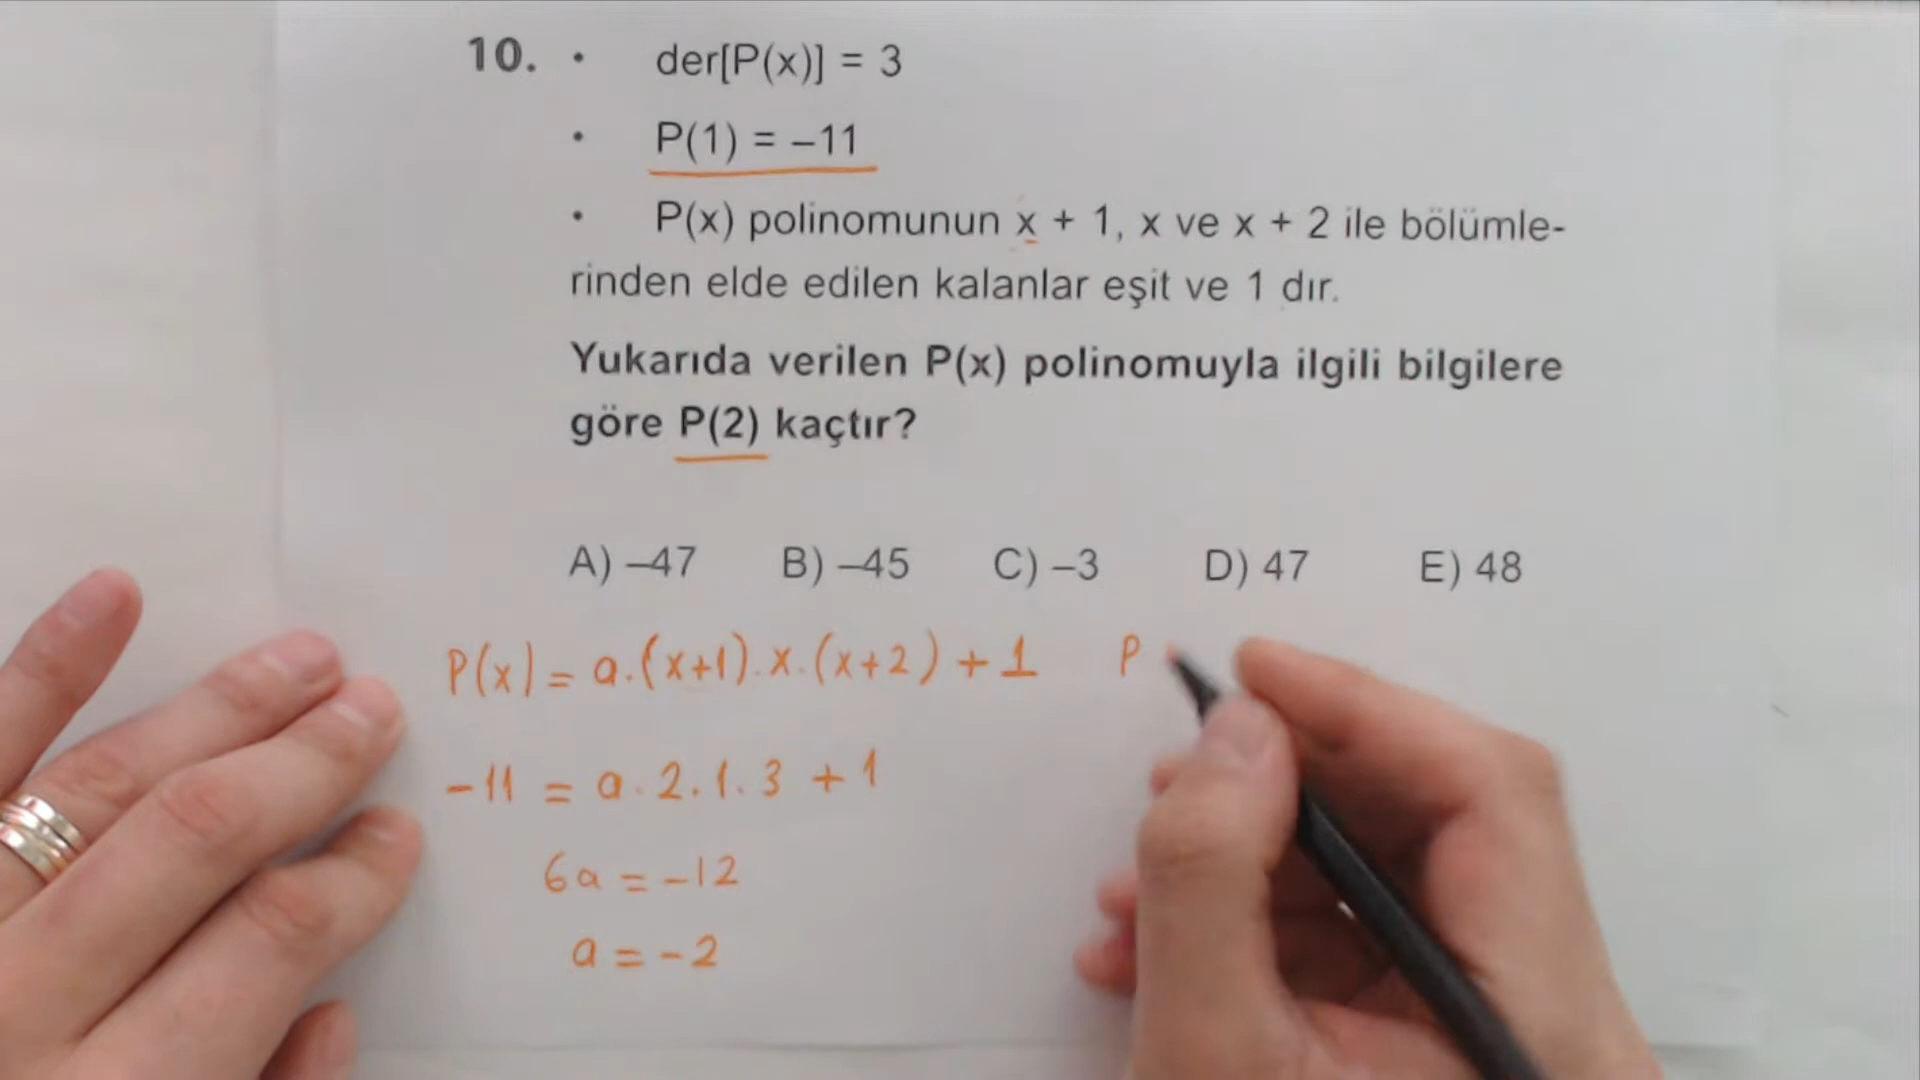 10. • der[P(x)] = 3
• P(1) = –11
• P(x) polinomunun x + 1, x ve x + 2 ile bölümle-
rinden elde edilen kalanlar eşit ve 1 dır.
Yukarıda verilen P(x) polinomuyla ilgili bilgilere
göre P(2) kaçtır?
A) –47 B) –45 C) –3 D) 47 E) 48
P(x) = a.(x+1).x.(x+2) + 1 P
-11 = a.2.1.3 + 1
6a = -12
a = -2